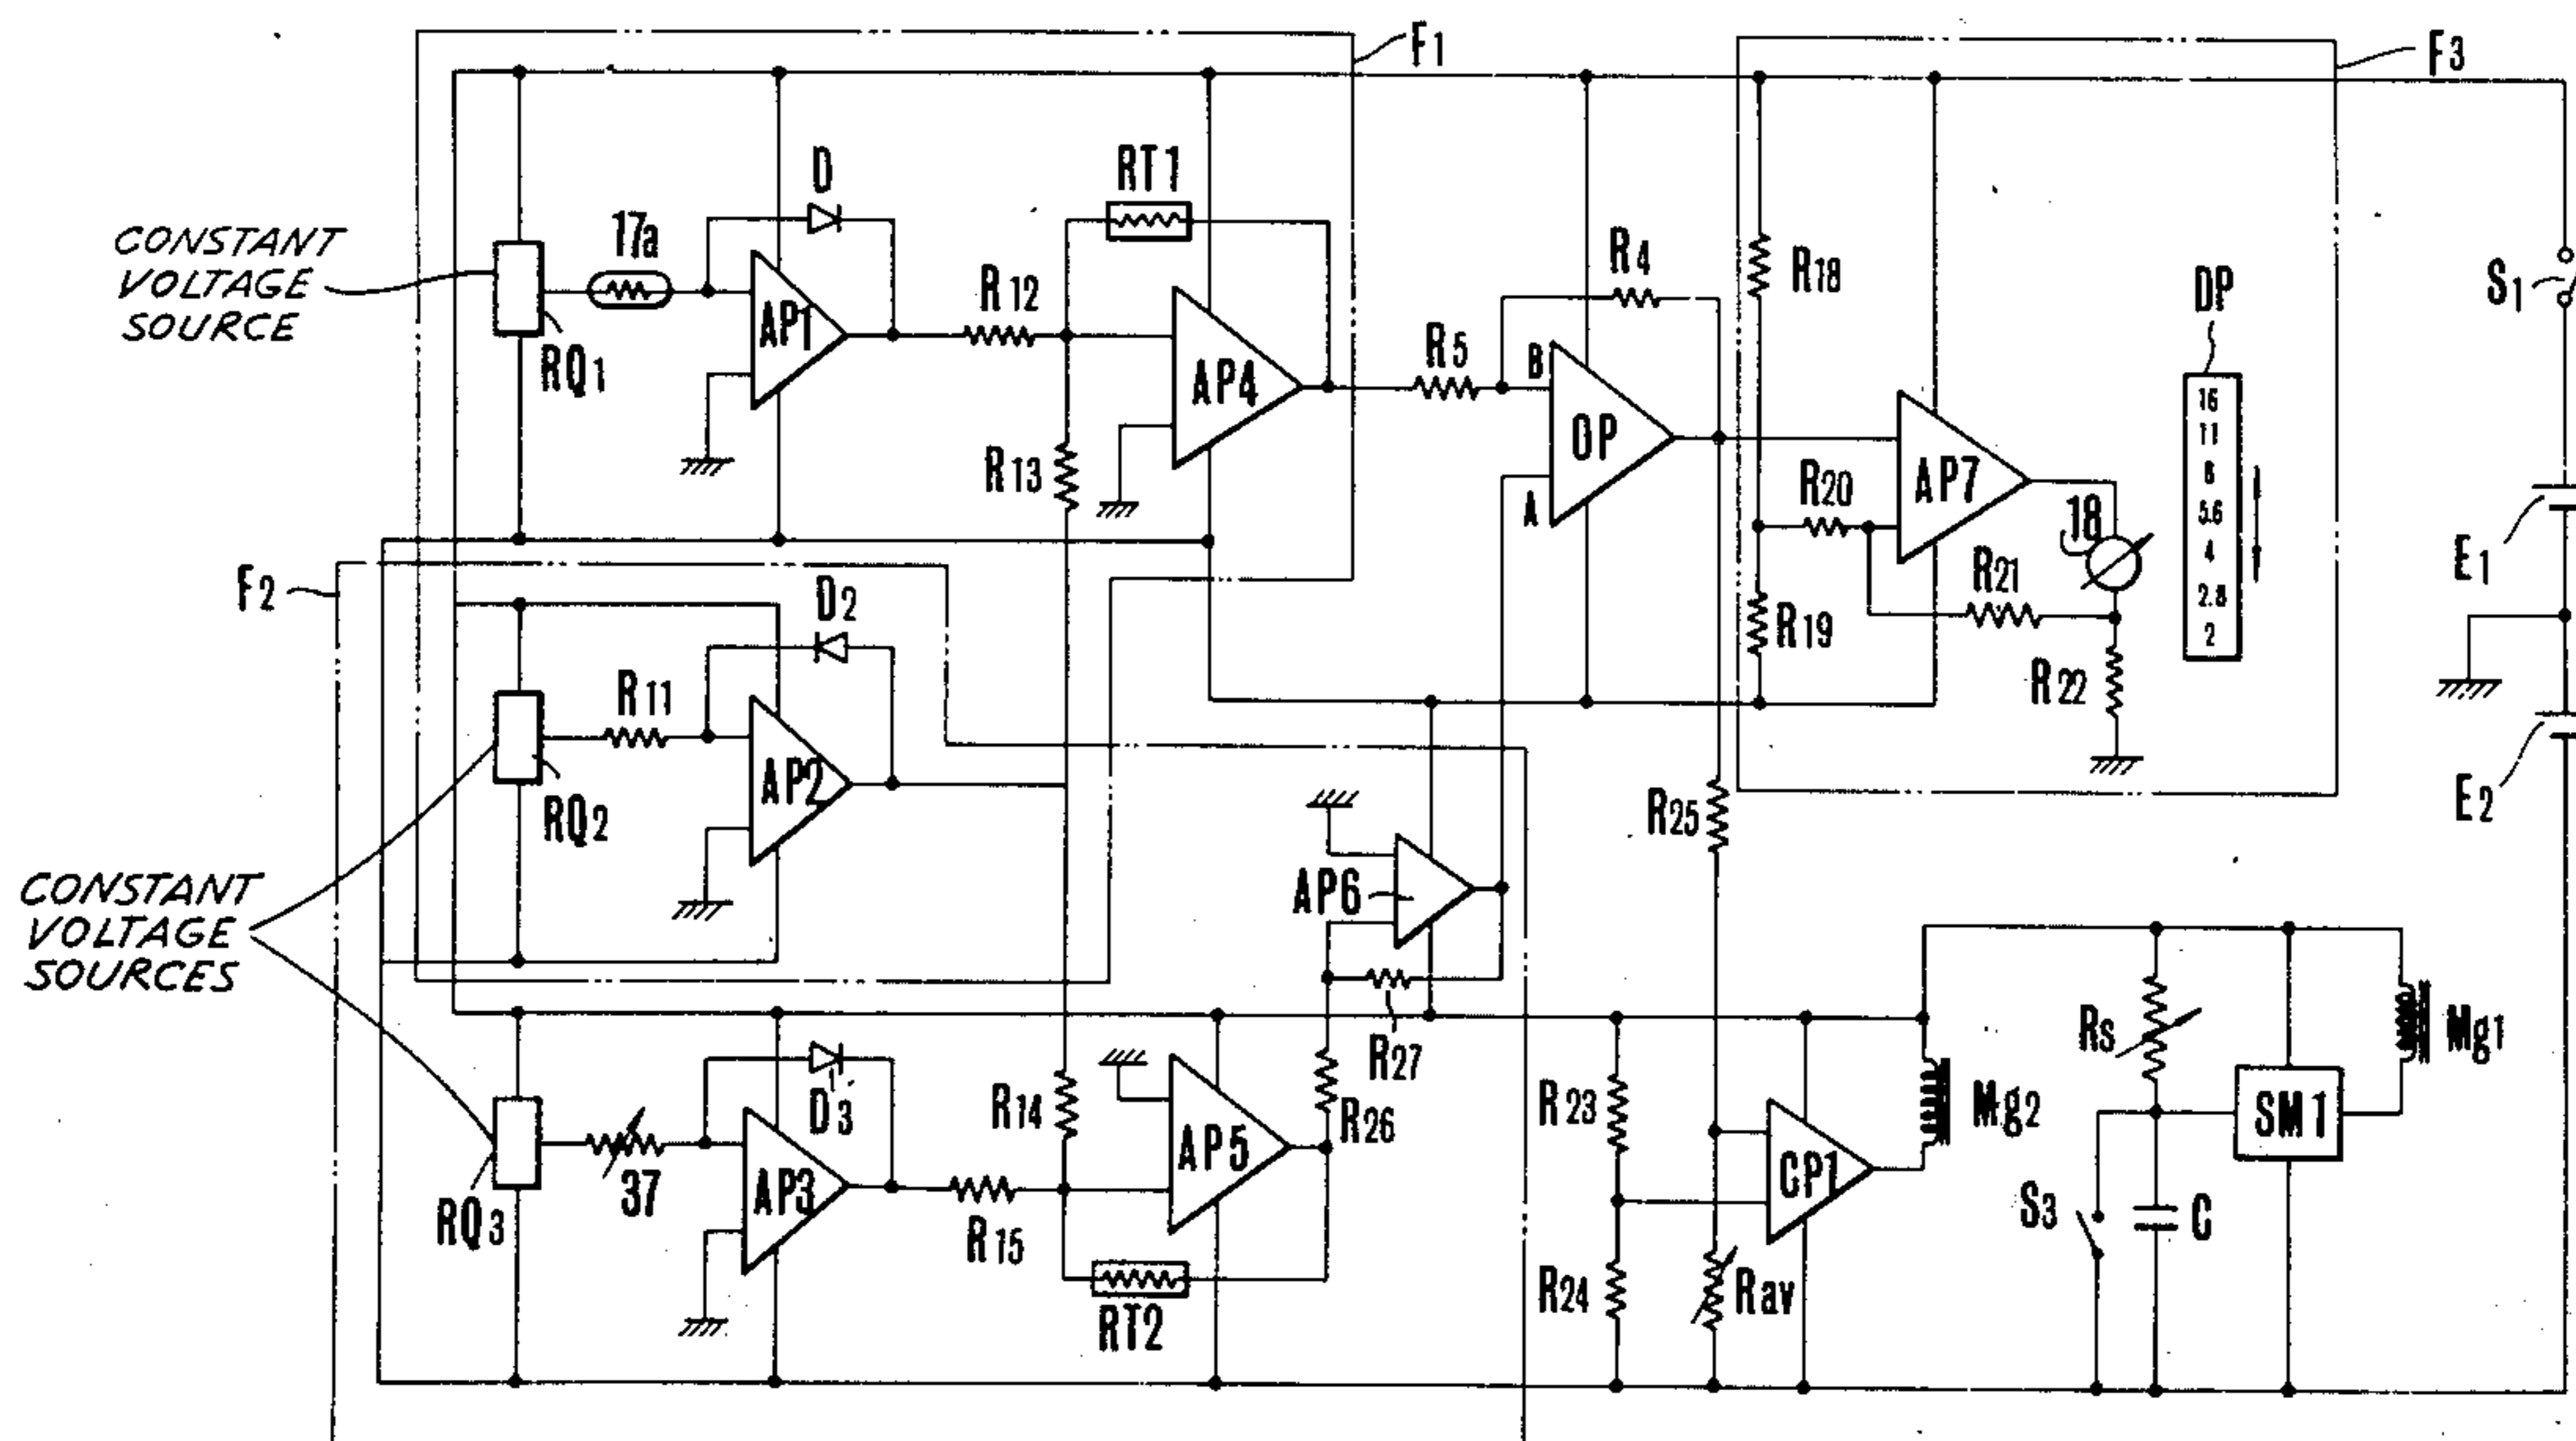 F1
F3
CONSTANT
VOLTAGE
SOURCE
RQ1
17a
D
AP1
R12
RT1
R13
AP4
R5
R4
B
A
OP
R18
R19
R20
AP7
R21
18
R22
DP
16
11
8
5.6
4
2.8
2
S1
E1
E2
F2
R11
D2
AP2
RQ2
CONSTANT
VOLTAGE
SOURCES
RQ3
37
D3
AP3
R15
R14
AP5
RT2
AP6
R27
R26
R25
R23
R24
Rav
CP1
Mg2
Rs
S3
C
SM1
Mg1